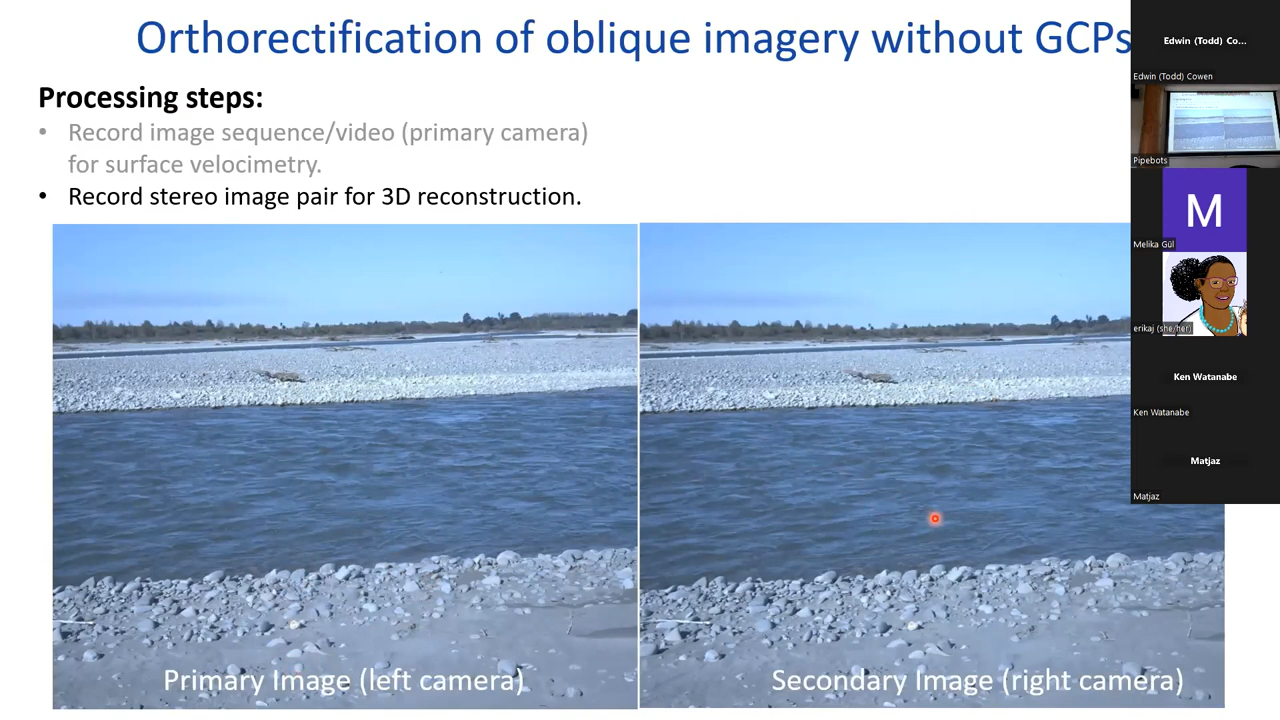 Orthorectification of oblique imagery without GCPs
Processing steps:
• Record image sequence/video (primary camera)
for surface velocimetry.
• Record stereo image pair for 3D reconstruction.
Primary Image (left camera)
Secondary Image (right camera)
Edwin (Todd) Co...
Edwin (Todd) Cowen
Pipebots
M
Melika Gül
erikaj (she/her)
Ken Watanabe
Ken Watanabe
Matjaz
Matjaz